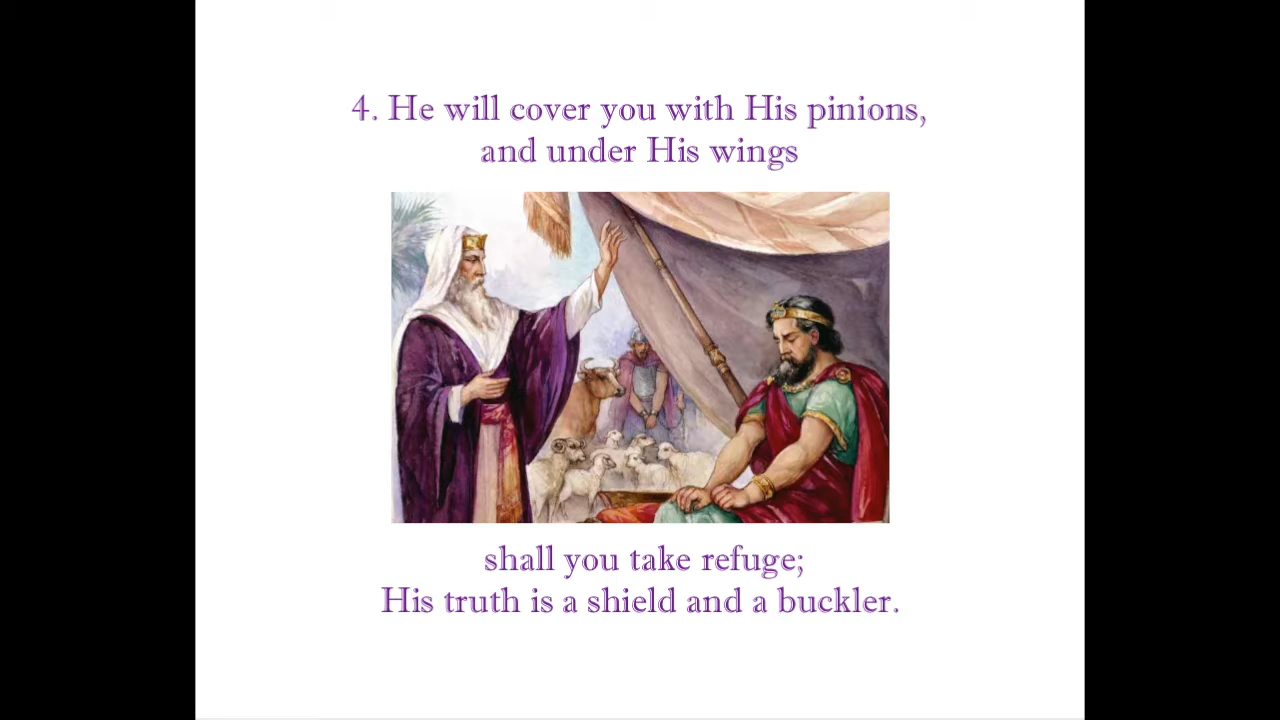 4. He will cover you with His pinions,
and under His wings
shall you take refuge;
His truth is a shield and a buckler.